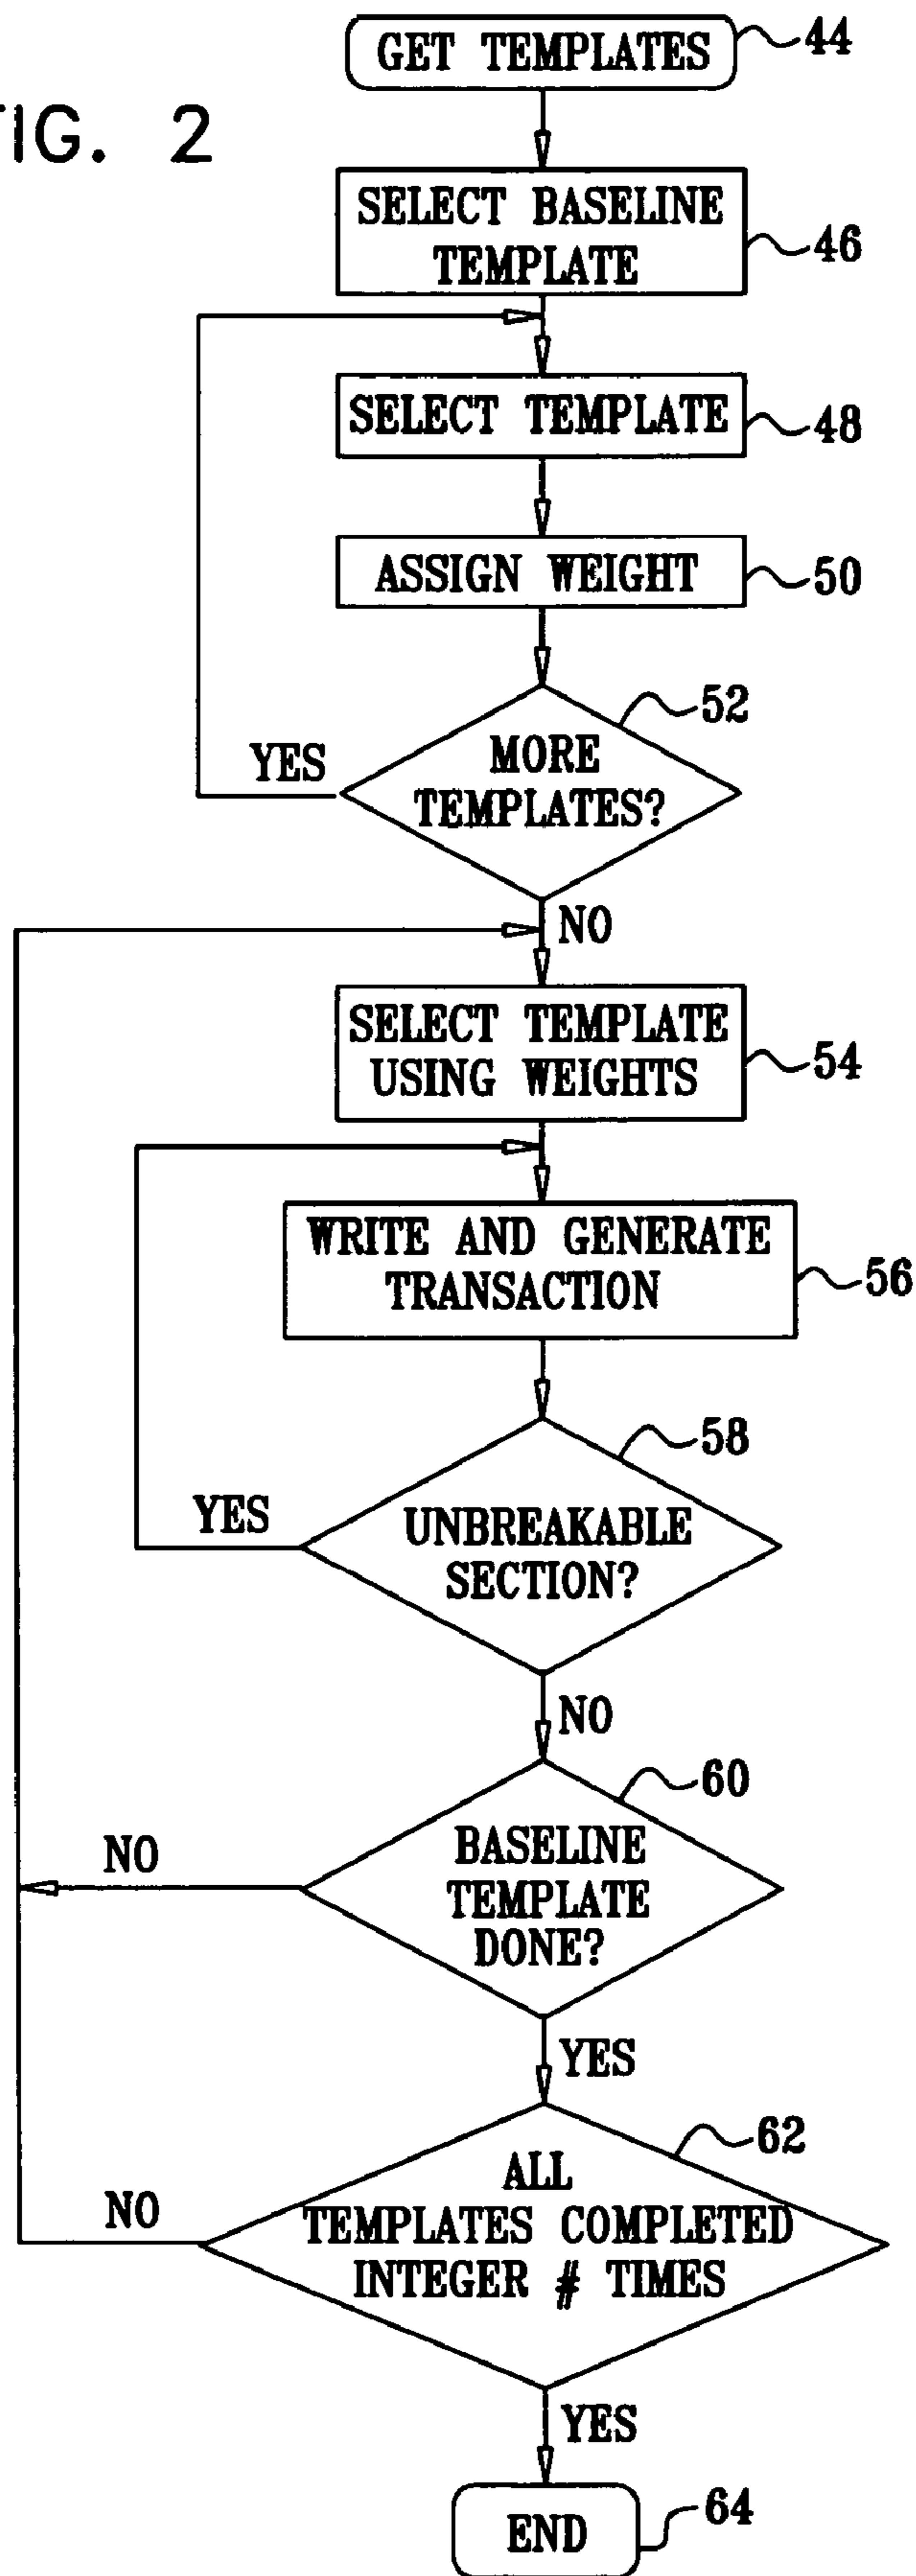 GET TEMPLATES
44
FIG. 2
SELECT BASELINE
TEMPLATE
46
SELECT TEMPLATE
48
ASSIGN WEIGHT
50
52
MORE
TEMPLATES?
YES
NO
SELECT TEMPLATE
USING WEIGHTS
54
WRITE AND GENERATE
TRANSACTION
56
58
YES
UNBREAKABLE
SECTION?
NO
60
NO
BASELINE
TEMPLATE
DONE?
YES
62
NO
ALL
TEMPLATES COMPLETED
INTEGER # TIMES
YES
END
64